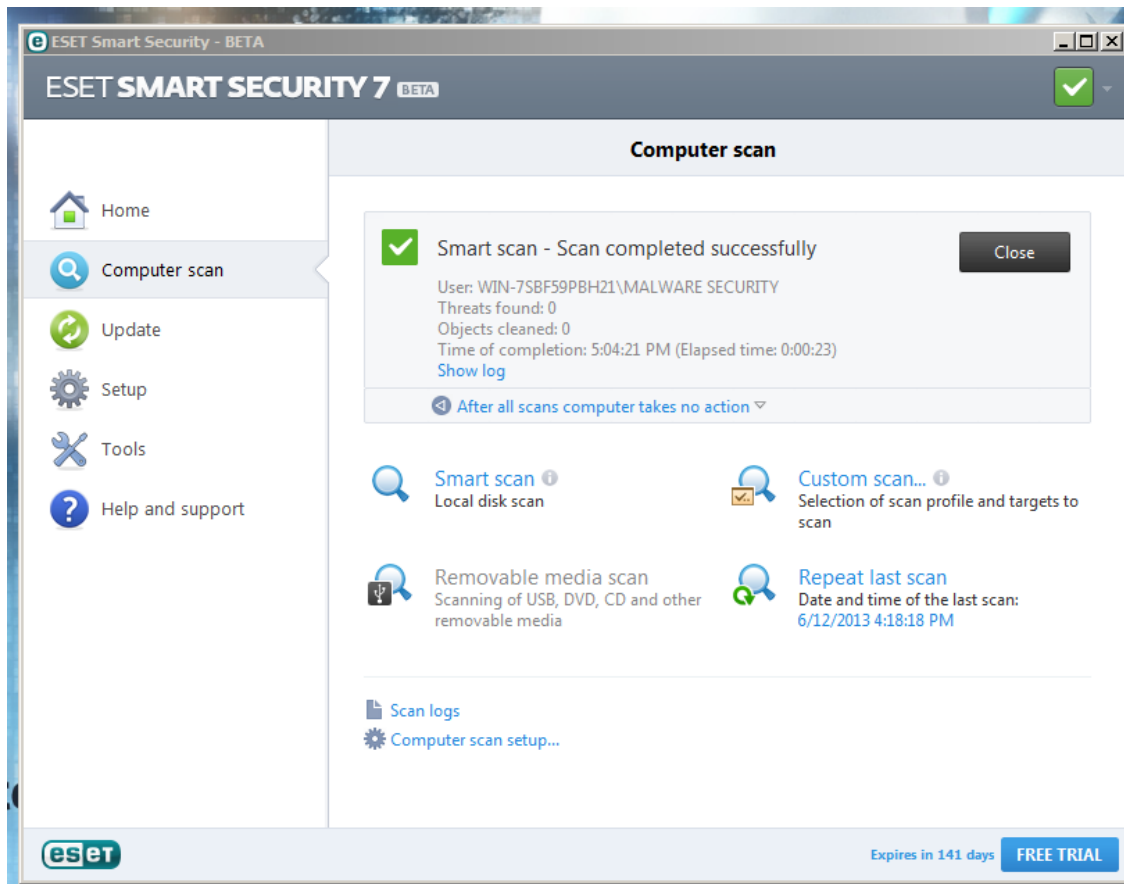 ESET Smart Security - BETA
ESET SMART SECURITY 7 BETA
Computer scan
Home
Computer scan
Update
Setup
Tools
Help and support
Smart scan - Scan completed successfully
Close
User: WIN-7SBF59PBH21\MALWARE SECURITY
Threats found: 0
Objects cleaned: 0
Time of completion: 5:04:21 PM (Elapsed time: 0:00:23)
Show log
After all scans computer takes no action
Smart scan
Local disk scan
Custom scan...
Selection of scan profile and targets to
scan
Removable media scan
Scanning of USB, DVD, CD and other
removable media
Repeat last scan
Date and time of the last scan:
6/12/2013 4:18:18 PM
Scan logs
Computer scan setup...
eset
Expires in 141 days
FREE TRIAL